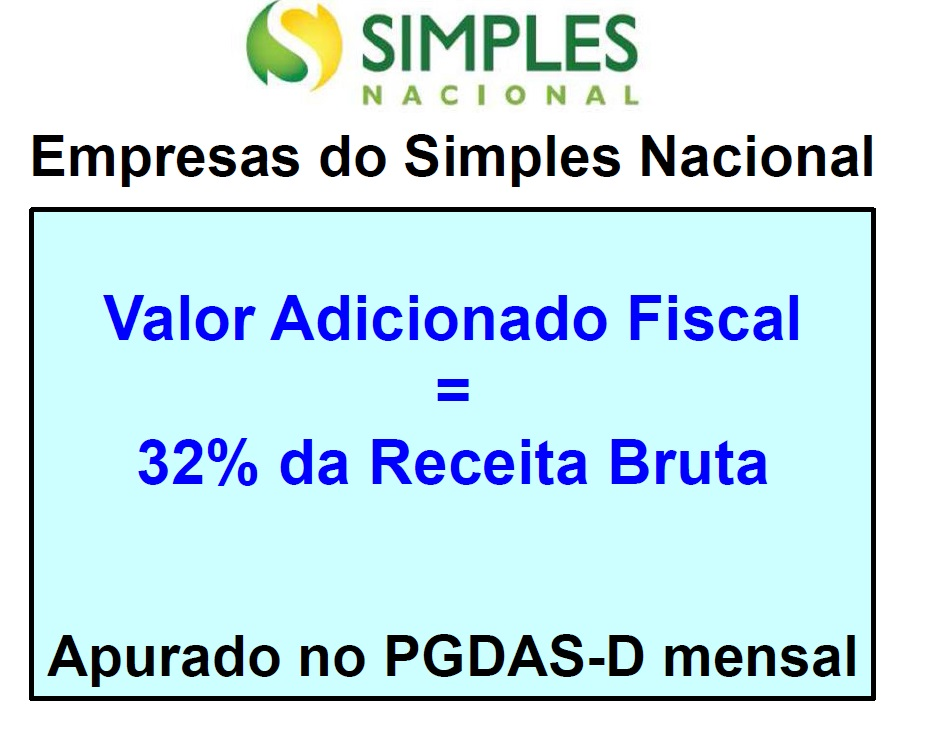 SIMPLES
NACIONAL
Empresas do Simples Nacional
Valor Adicionado Fiscal
=
32% da Receita Bruta
Apurado no PGDAS-D mensal